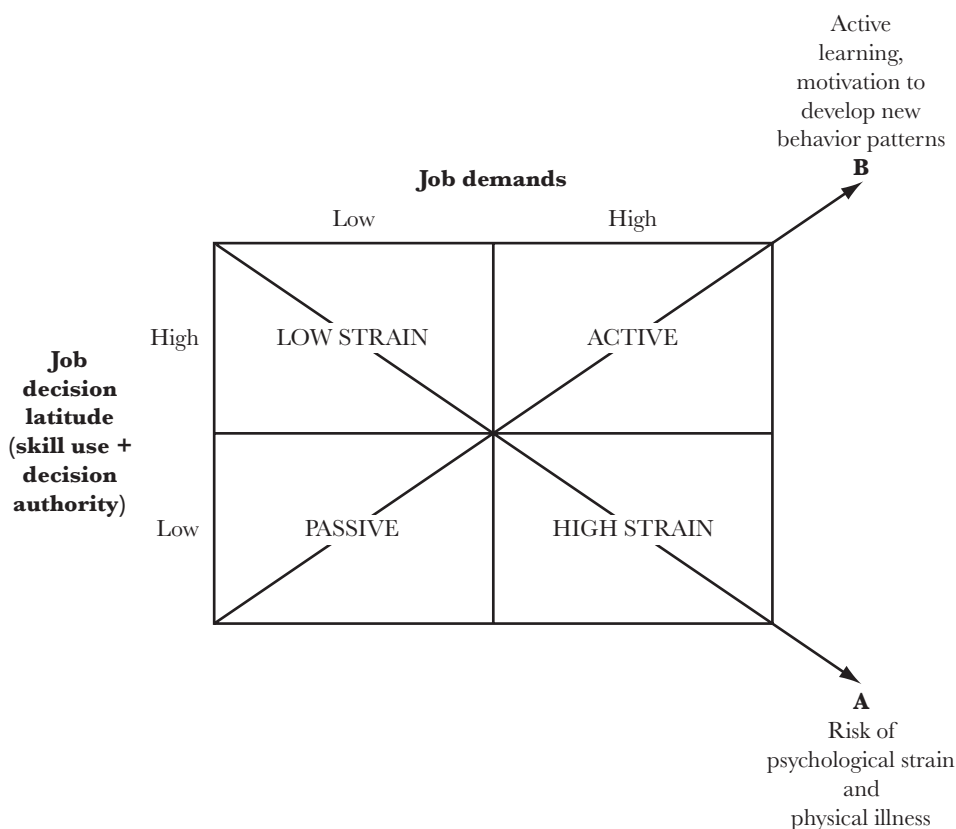 Active
learning,
motivation to
develop new
behavior patterns
B
Job demands
Low High
High LOW STRAIN ACTIVE
Job
decision
latitude
(skill use +
decision
authority)
Low PASSIVE HIGH STRAIN
A
Risk of
psychological strain
and
physical illness